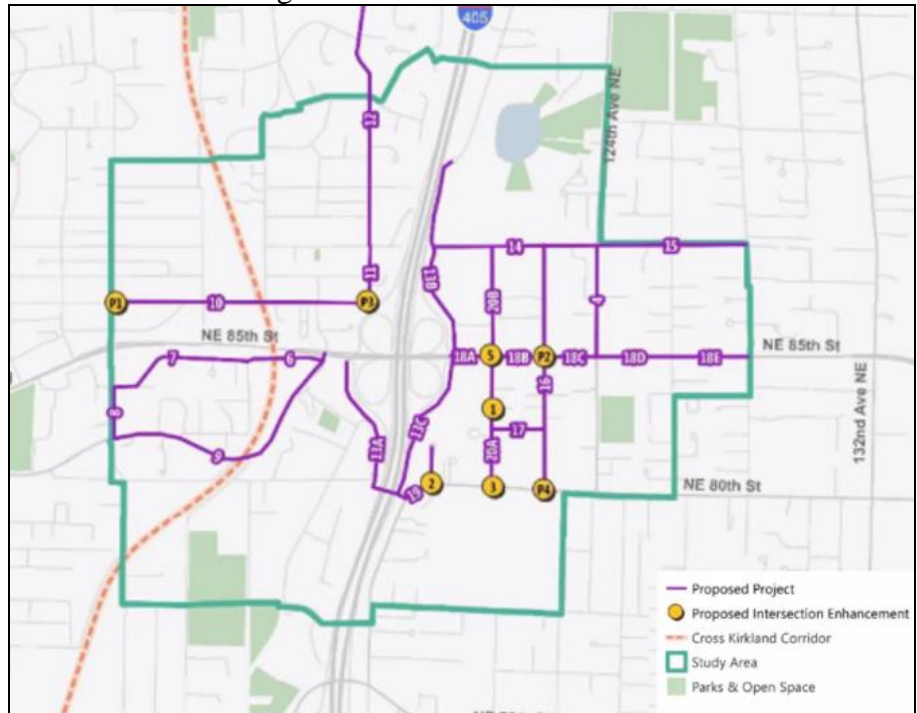 405
12
124th Ave NE
11
P1
10
P3
13B
14
15
20B
4
NE 85th St
NE 85th St
7
6
18A
5
18B
P2
18C
18D
18E
8
9
16
1
13A
13C
17
20A
132nd Ave NE
19
2
3
P4
NE 80th St
Proposed Project
Proposed Intersection Enhancement
Cross Kirkland Corridor
Study Area
Parks & Open Space